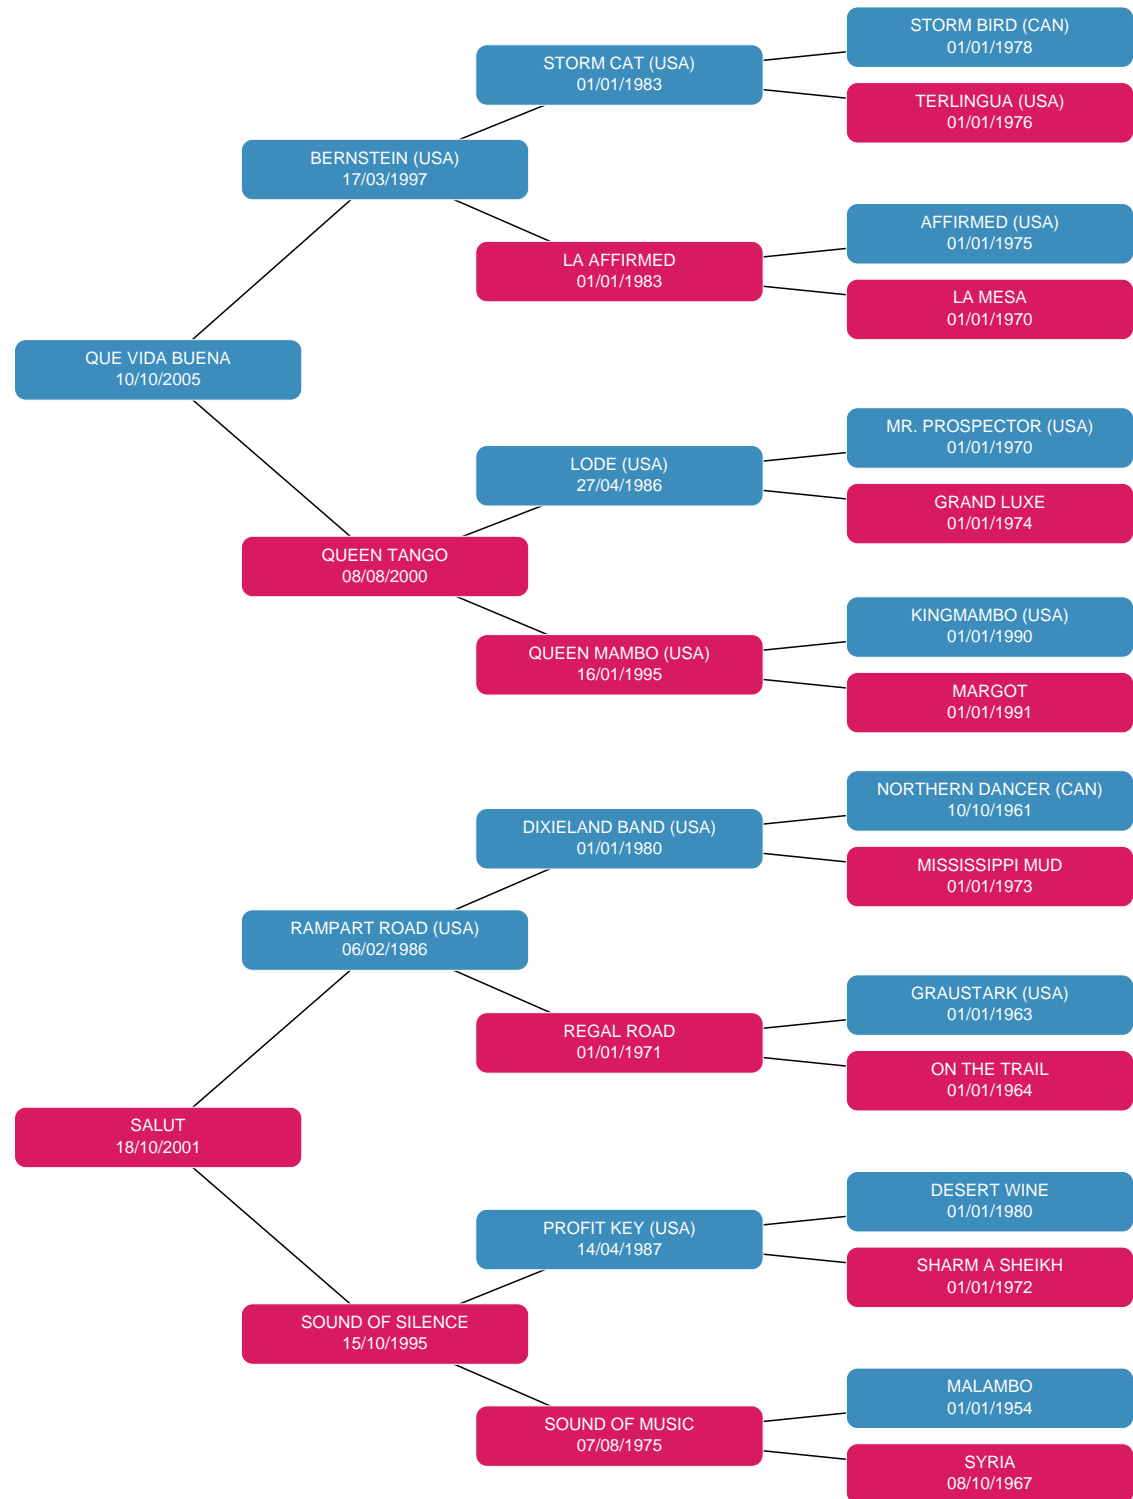 STORM BIRD (CAN)
01/01/1978
STORM CAT (USA)
01/01/1983
TERLINGUA (USA)
01/01/1976
BERNSTEIN (USA)
17/03/1997
AFFIRMED (USA)
01/01/1975
LA AFFIRMED
01/01/1983
LA MESA
01/01/1970
QUE VIDA BUENA
10/10/2005
MR. PROSPECTOR (USA)
01/01/1970
LODE (USA)
27/04/1986
GRAND LUXE
01/01/1974
QUEEN TANGO
08/08/2000
KINGMAMBO (USA)
01/01/1990
QUEEN MAMBO (USA)
16/01/1995
MARGOT
01/01/1991
NORTHERN DANCER (CAN)
10/10/1961
DIXIELAND BAND (USA)
01/01/1980
MISSISSIPPI MUD
01/01/1973
RAMPART ROAD (USA)
06/02/1986
GRAUSTARK (USA)
01/01/1963
REGAL ROAD
01/01/1971
ON THE TRAIL
01/01/1964
SALUT
18/10/2001
DESERT WINE
01/01/1980
PROFIT KEY (USA)
14/04/1987
SHARM A SHEIKH
01/01/1972
SOUND OF SILENCE
15/10/1995
MALAMBO
01/01/1954
SOUND OF MUSIC
07/08/1975
SYRIA
08/10/1967